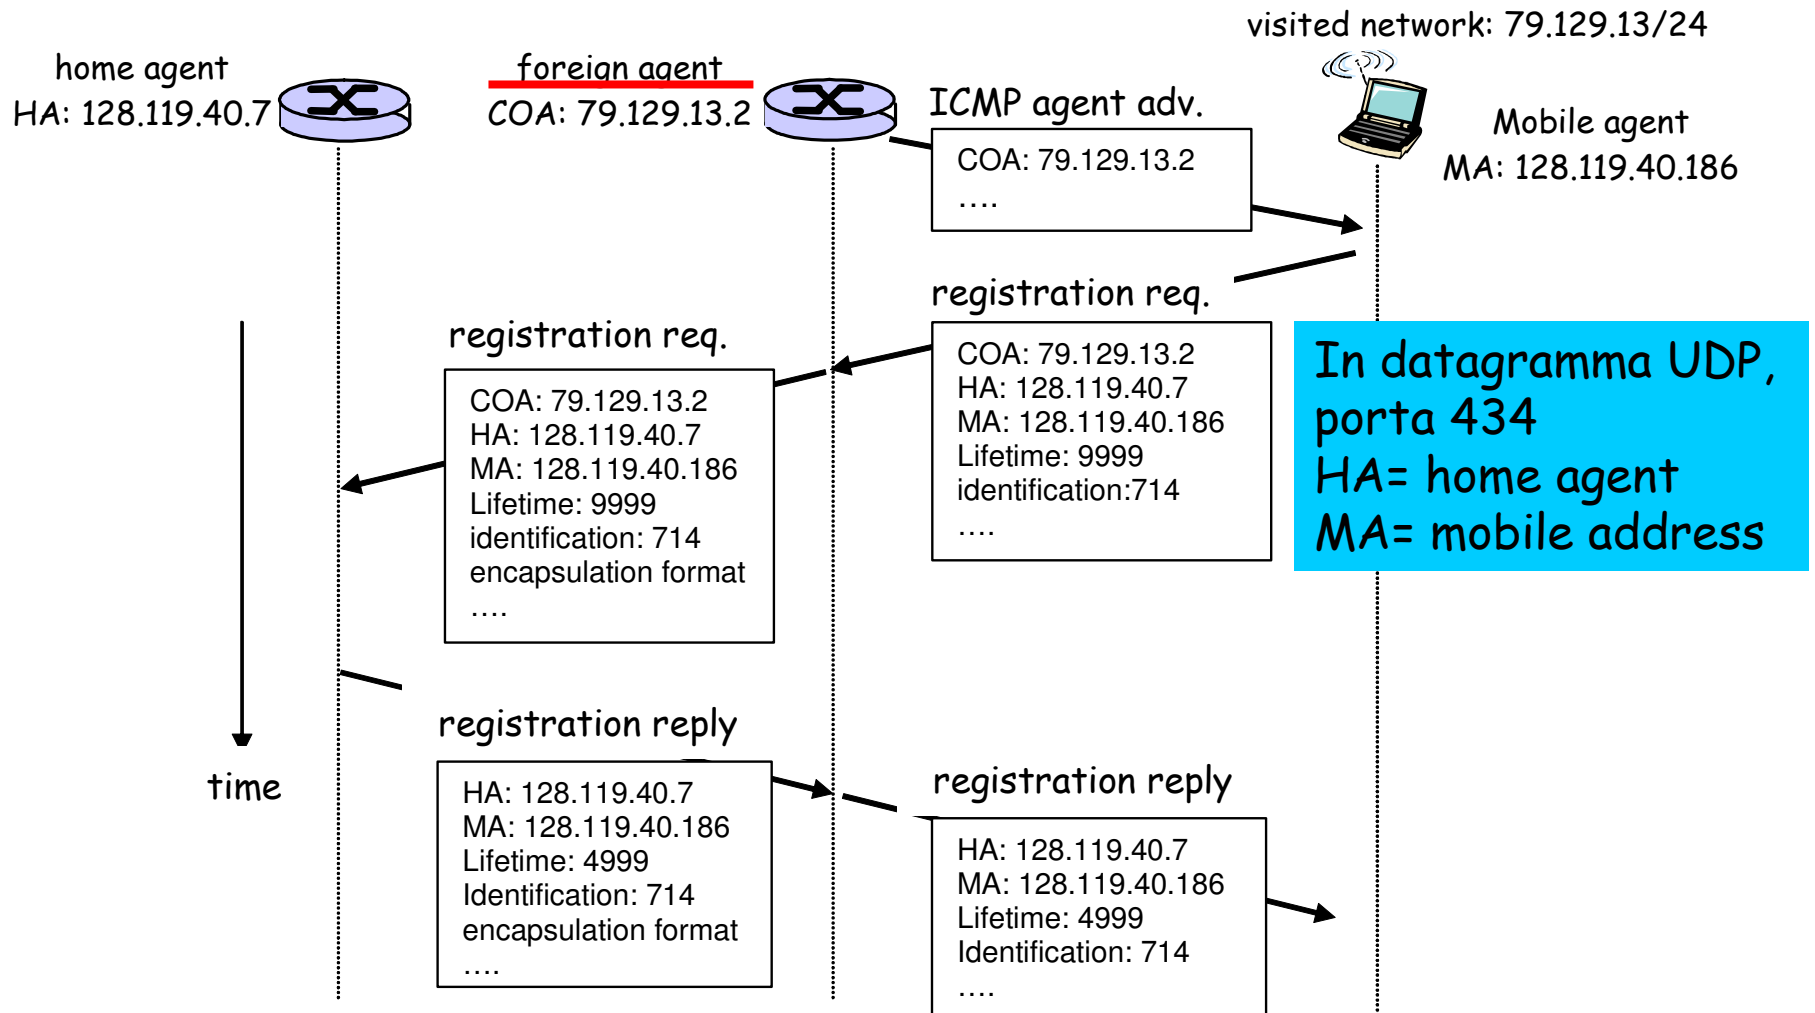 visited network: 79.129.13/24
home agent
HA: 128.119.40.7
foreign agent
COA: 79.129.13.2
ICMP agent adv.
COA: 79.129.13.2
….
Mobile agent
MA: 128.119.40.186
registration req.
COA: 79.129.13.2
HA: 128.119.40.7
MA: 128.119.40.186
Lifetime: 9999
identification:714
….
registration req.
COA: 79.129.13.2
HA: 128.119.40.7
MA: 128.119.40.186
Lifetime: 9999
identification: 714
encapsulation format
….
In datagramma UDP,
porta 434
HA= home agent
MA= mobile address
time
registration reply
HA: 128.119.40.7
MA: 128.119.40.186
Lifetime: 4999
Identification: 714
encapsulation format
….
registration reply
HA: 128.119.40.7
MA: 128.119.40.186
Lifetime: 4999
Identification: 714
….